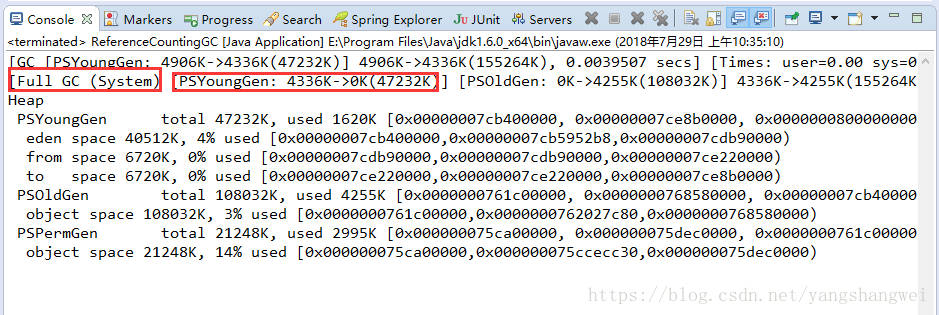 Console Markers Progress Search Spring Explorer JUnit Servers
<terminated> ReferenceCountingGC [Java Application] E:\Program Files\Java\jdk1.6.0_x64\bin\javaw.exe (2018年7月29日 上午10:35:10)
[GC [PSYoungGen: 4906K->4336K(47232K)] 4906K->4336K(155264K), 0.0039507 secs] [Times: user=0.00 sys=0
[Full GC (System) [PSYoungGen: 4336K->0K(47232K)] [PSOldGen: 0K->4255K(108032K)] 4336K->4255K(155264K
Heap
PSYoungGen total 47232K, used 1620K [0x00000007cb400000, 0x00000007ce8b0000, 0x0000000800000000
eden space 40512K, 4% used [0x00000007cb400000,0x00000007cb5952b8,0x00000007cdb90000)
from space 6720K, 0% used [0x00000007cdb90000,0x00000007cdb90000,0x00000007ce220000)
to space 6720K, 0% used [0x00000007ce220000,0x00000007ce220000,0x00000007ce8b0000)
PSOldGen total 108032K, used 4255K [0x0000000761c00000, 0x0000000768580000, 0x00000007cb40000
object space 108032K, 3% used [0x0000000761c00000,0x0000000762027c80,0x0000000768580000)
PSPermGen total 21248K, used 2995K [0x000000075ca00000, 0x000000075dec0000, 0x0000000761c00000
object space 21248K, 14% used [0x000000075ca00000,0x000000075ccecc30,0x000000075dec0000)
https://blog.csdn.net/yangshangwei